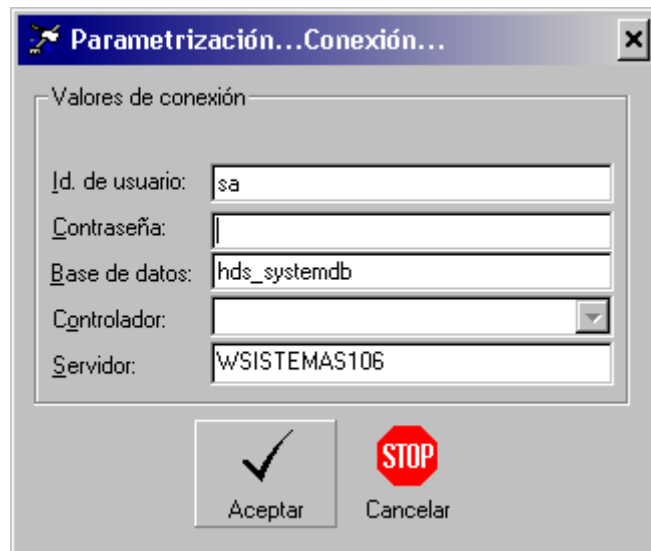 Parametrización...Conexión...
Valores de conexión
Id. de usuario: sa
Contraseña:
Base de datos: hds_systemdb
Controlador:
Servidor: WSISTEMAS106
STOP
Aceptar Cancelar